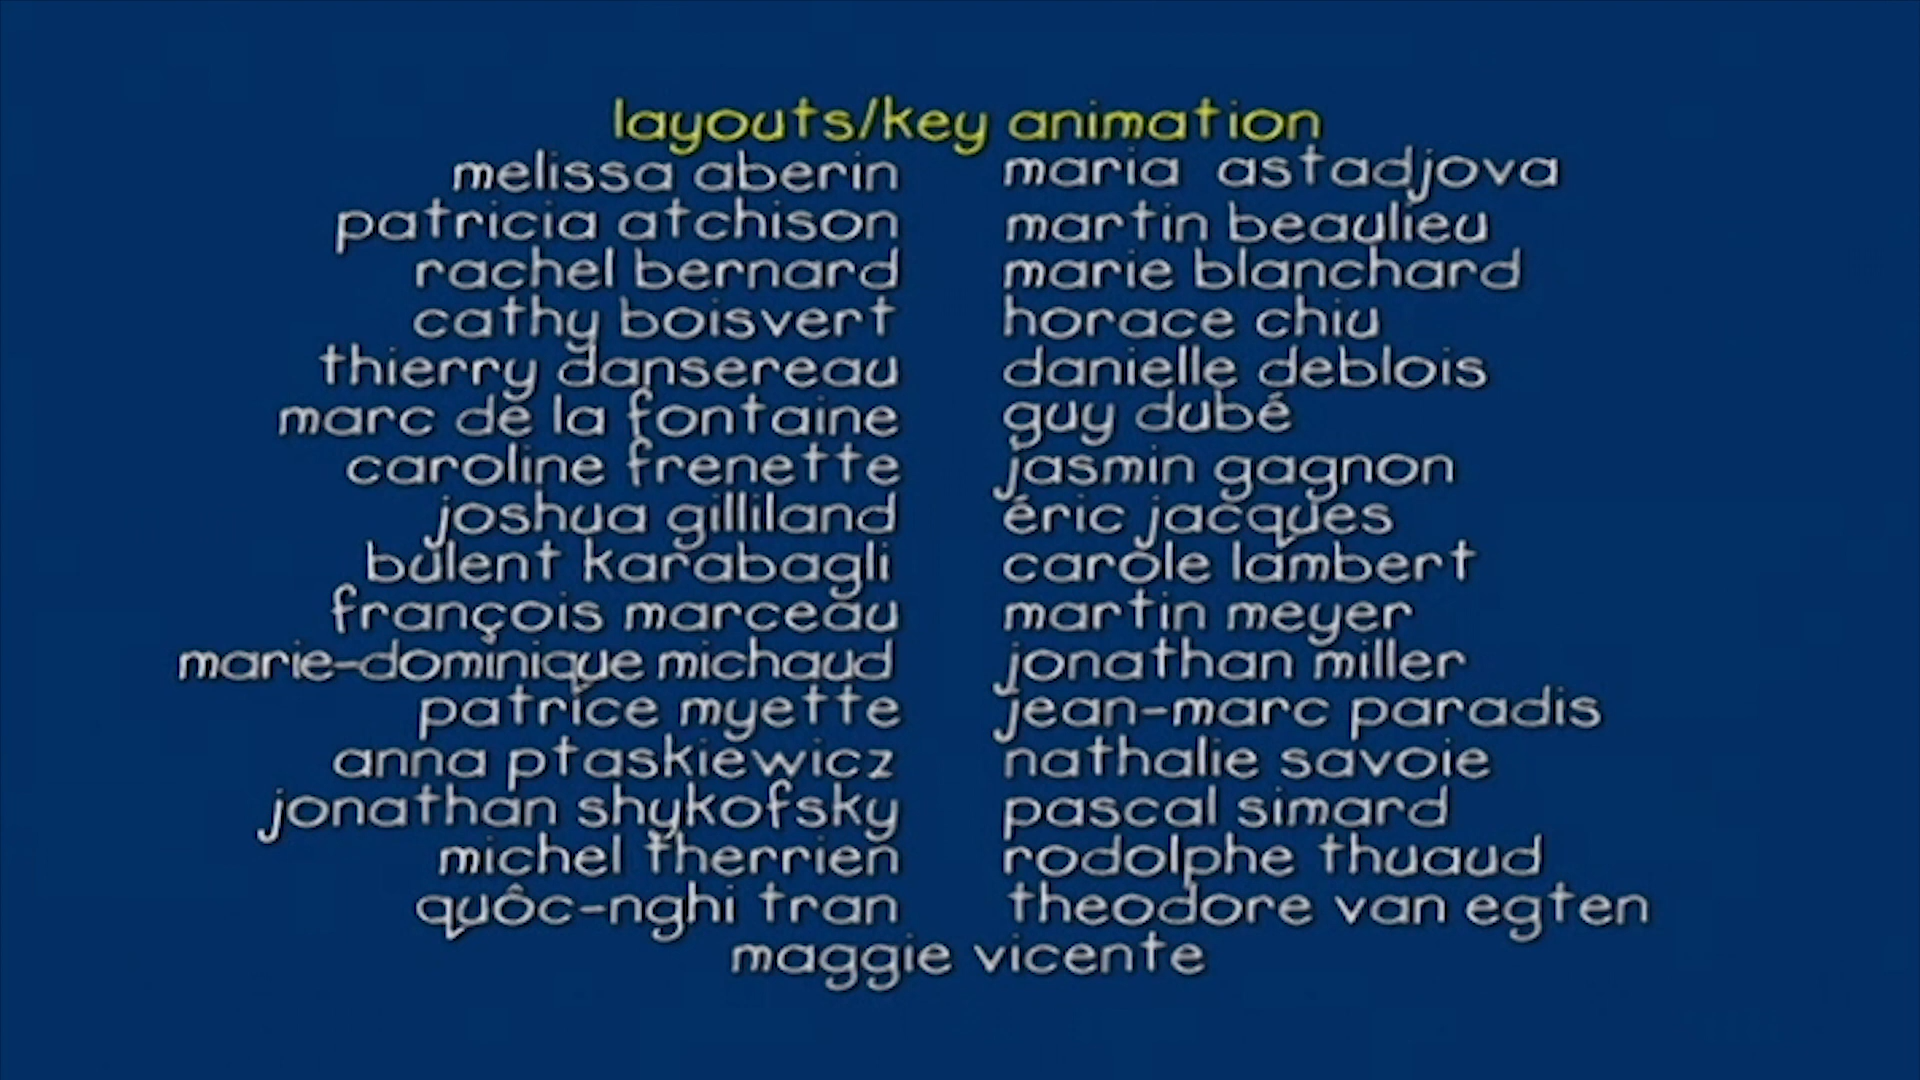 layouts/key animation
melissa aberin maria astadjova
patricia atchison martin beaulieu
rachel bernard marie blanchard
cathy boisvert horace chiu
thierry dansereau danielle deblois
marc de la fontaine guy dubé
caroline frenette jasmin gagnon
joshua gilliland éric jacques
bulent karabagli carole lambert
françois marceau martin meyer
marie-dominique michaud jonathan miller
patrice myette jean-marc paradis
anna ptaskiewicz nathalie savoie
jonathan shykofsky pascal simard
michel therrien rodolphe thuaud
quôc-nghi tran theodore van egten
maggie vicente